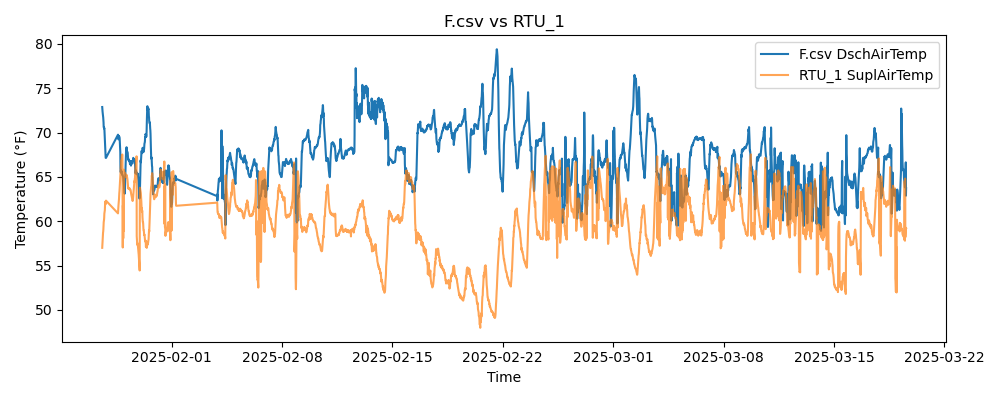 F.csv vs RTU_1
80
75
70
65
60
55
50
Temperature (°F)
F.csv DschAirTemp
RTU_1 SuplAirTemp
2025-02-01 2025-02-08 2025-02-15 2025-02-22 2025-03-01 2025-03-08 2025-03-15 2025-03-22
Time